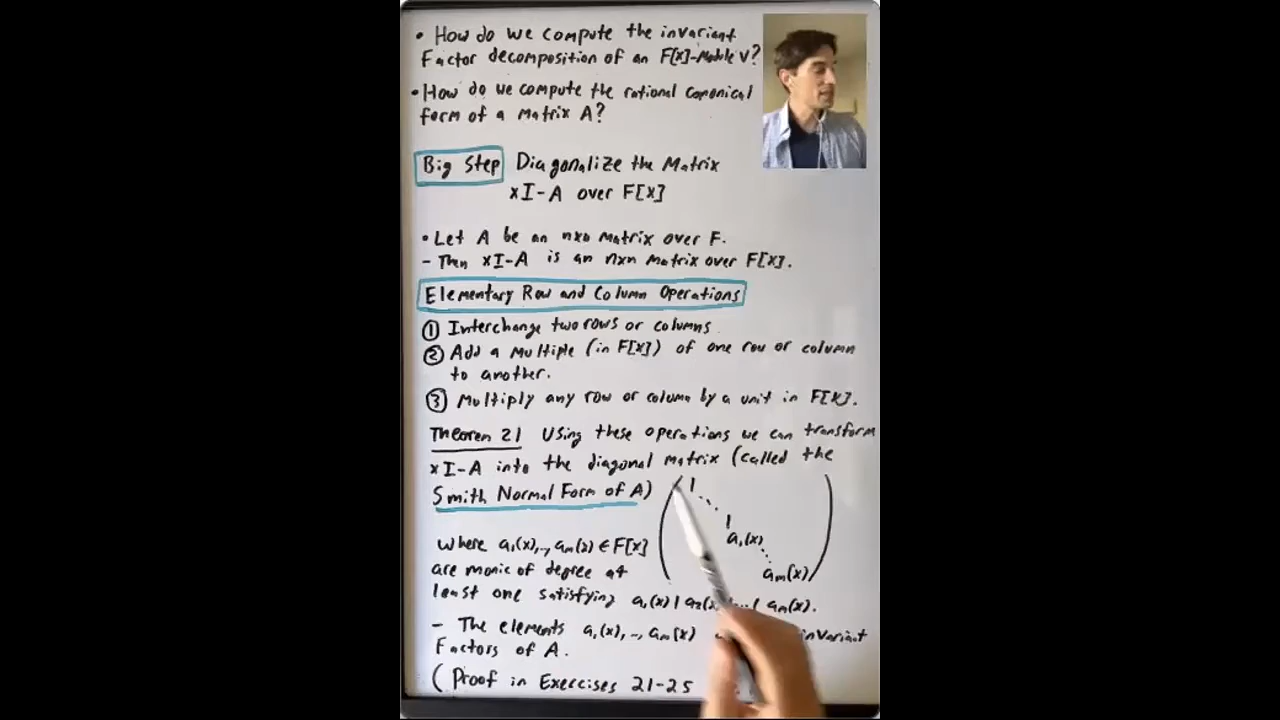 • How do we compute the invariant
Factor decomposition of an F[x]-Module V?
• How do we compute the rational canonical
form of a matrix A?
Big Step Diagonalize the Matrix
xI-A over F[x]
• Let A be an nxn matrix over F.
- Then xI-A is an nxn matrix over F[x].
Elementary Row and Column Operations
① Interchange two rows or columns
② Add a multiple (in F[x]) of one row or column
to another.
③ Multiply any row or column by a unit in F[x].
Theorem 21 Using these operations we can transform
xI-A into the diagonal matrix (called the
Smith Normal Form of A)
1
⋱
1
a₁(x)
⋱
aₘ(x)
where a₁(x),..,aₘ(x) ∈ F[x]
are monic of degree at
least one satisfying a₁(x) | a₂(x) | aₘ(x).
- The elements a₁(x),..,aₘ(x) invariant
Factors of A.
(Proof in Exercises 21-25